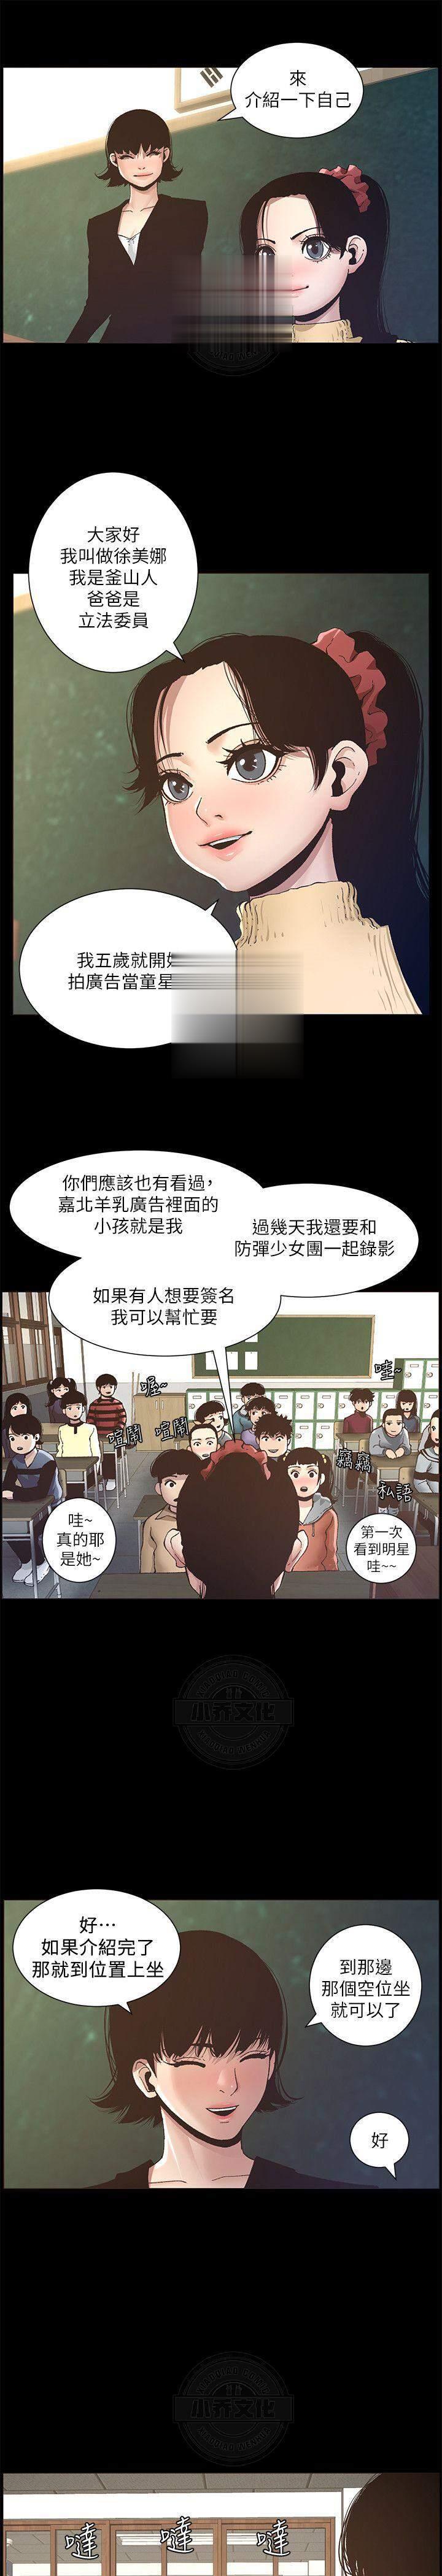 來
介紹一下自己
大家好
我叫做徐美娜
我是釜山人
爸爸是
立法委員
我五歲就開始
拍廣告當童星
你們應該也有看過，
嘉北羊乳廣告裡面的
小孩就是我
過幾天我還要和
防彈少女團一起錄影
如果有人想要簽名
我可以幫忙要
喔~
哇~
喧鬧 喧鬧
竊竊
私語
哇~
真的耶
是她~
第一次
看到明星
哇~~
小乔文化
好…
如果介紹完了
那就到位置上坐
到那邊
那個空位坐
就可以了
好
小乔文化
噠 噠 噠